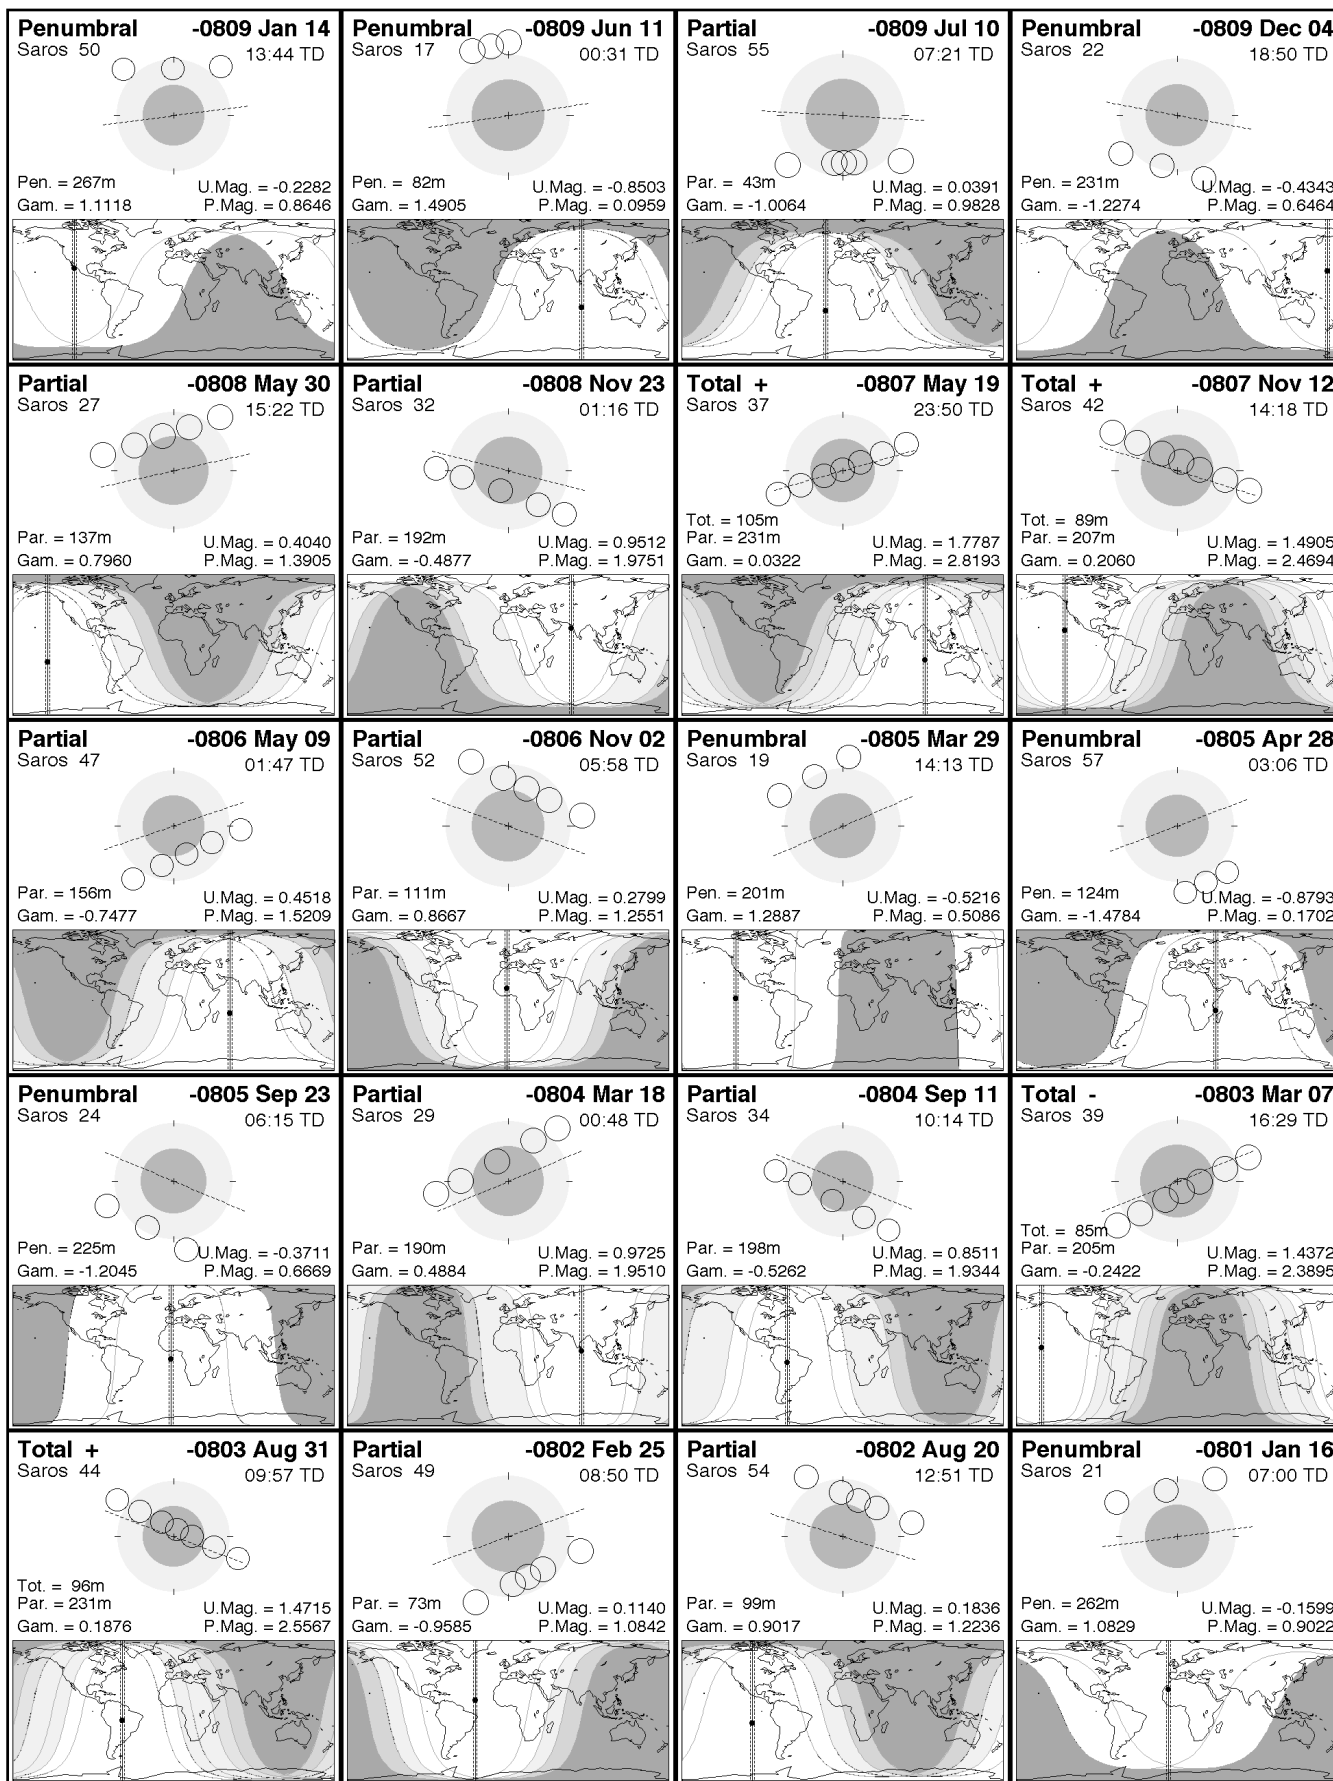 Penumbral -0809 Jan 14
Saros 50 13:44 TD
Pen. = 267m U.Mag. = -0.2282
Gam. = 1.1118 P.Mag. = 0.8646
Penumbral -0809 Jun 11
Saros 17 00:31 TD
Pen. = 82m U.Mag. = -0.8503
Gam. = 1.4905 P.Mag. = 0.0959
Partial -0809 Jul 10
Saros 55 07:21 TD
Par. = 43m U.Mag. = 0.0391
Gam. = -1.0064 P.Mag. = 0.9828
Penumbral -0809 Dec 04
Saros 22 18:50 TD
Pen. = 231m U.Mag. = -0.4343
Gam. = -1.2274 P.Mag. = 0.6464
Partial -0808 May 30
Saros 27 15:22 TD
Par. = 137m U.Mag. = 0.4040
Gam. = 0.7960 P.Mag. = 1.3905
Partial -0808 Nov 23
Saros 32 01:16 TD
Par. = 192m U.Mag. = 0.9512
Gam. = -0.4877 P.Mag. = 1.9751
Total + -0807 May 19
Saros 37 23:50 TD
Tot. = 105m
Par. = 231m U.Mag. = 1.7787
Gam. = 0.0322 P.Mag. = 2.8193
Total + -0807 Nov 12
Saros 42 14:18 TD
Tot. = 89m
Par. = 207m U.Mag. = 1.4905
Gam. = 0.2060 P.Mag. = 2.4694
Partial -0806 May 09
Saros 47 01:47 TD
Par. = 156m U.Mag. = 0.4518
Gam. = -0.7477 P.Mag. = 1.5209
Partial -0806 Nov 02
Saros 52 05:58 TD
Par. = 111m U.Mag. = 0.2799
Gam. = 0.8667 P.Mag. = 1.2551
Penumbral -0805 Mar 29
Saros 19 14:13 TD
Pen. = 201m U.Mag. = -0.5216
Gam. = 1.2887 P.Mag. = 0.5086
Penumbral -0805 Apr 28
Saros 57 03:06 TD
Pen. = 124m U.Mag. = -0.8793
Gam. = -1.4784 P.Mag. = 0.1702
Penumbral -0805 Sep 23
Saros 24 06:15 TD
Pen. = 225m U.Mag. = -0.3711
Gam. = -1.2045 P.Mag. = 0.6669
Partial -0804 Mar 18
Saros 29 00:48 TD
Par. = 190m U.Mag. = 0.9725
Gam. = 0.4884 P.Mag. = 1.9510
Partial -0804 Sep 11
Saros 34 10:14 TD
Par. = 198m U.Mag. = 0.8511
Gam. = -0.5262 P.Mag. = 1.9344
Total - -0803 Mar 07
Saros 39 16:29 TD
Tot. = 85m
Par. = 205m U.Mag. = 1.4372
Gam. = -0.2422 P.Mag. = 2.3895
Total + -0803 Aug 31
Saros 44 09:57 TD
Tot. = 96m
Par. = 231m U.Mag. = 1.4715
Gam. = 0.1876 P.Mag. = 2.5567
Partial -0802 Feb 25
Saros 49 08:50 TD
Par. = 73m U.Mag. = 0.1140
Gam. = -0.9585 P.Mag. = 1.0842
Partial -0802 Aug 20
Saros 54 12:51 TD
Par. = 99m U.Mag. = 0.1836
Gam. = 0.9017 P.Mag. = 1.2236
Penumbral -0801 Jan 16
Saros 21 07:00 TD
Pen. = 262m U.Mag. = -0.1599
Gam. = 1.0829 P.Mag. = 0.9022